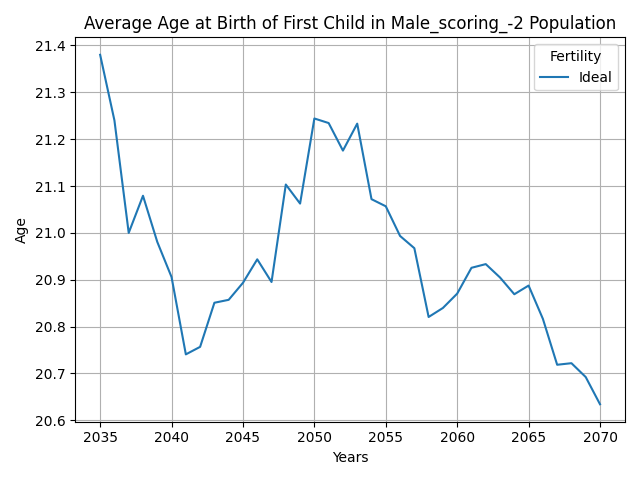 Average Age at Birth of First Child in Male_scoring_-2 Population
Fertility
Ideal
Age
21.4
21.3
21.2
21.1
21.0
20.9
20.8
20.7
20.6
2035 2040 2045 2050 2055 2060 2065 2070
Years